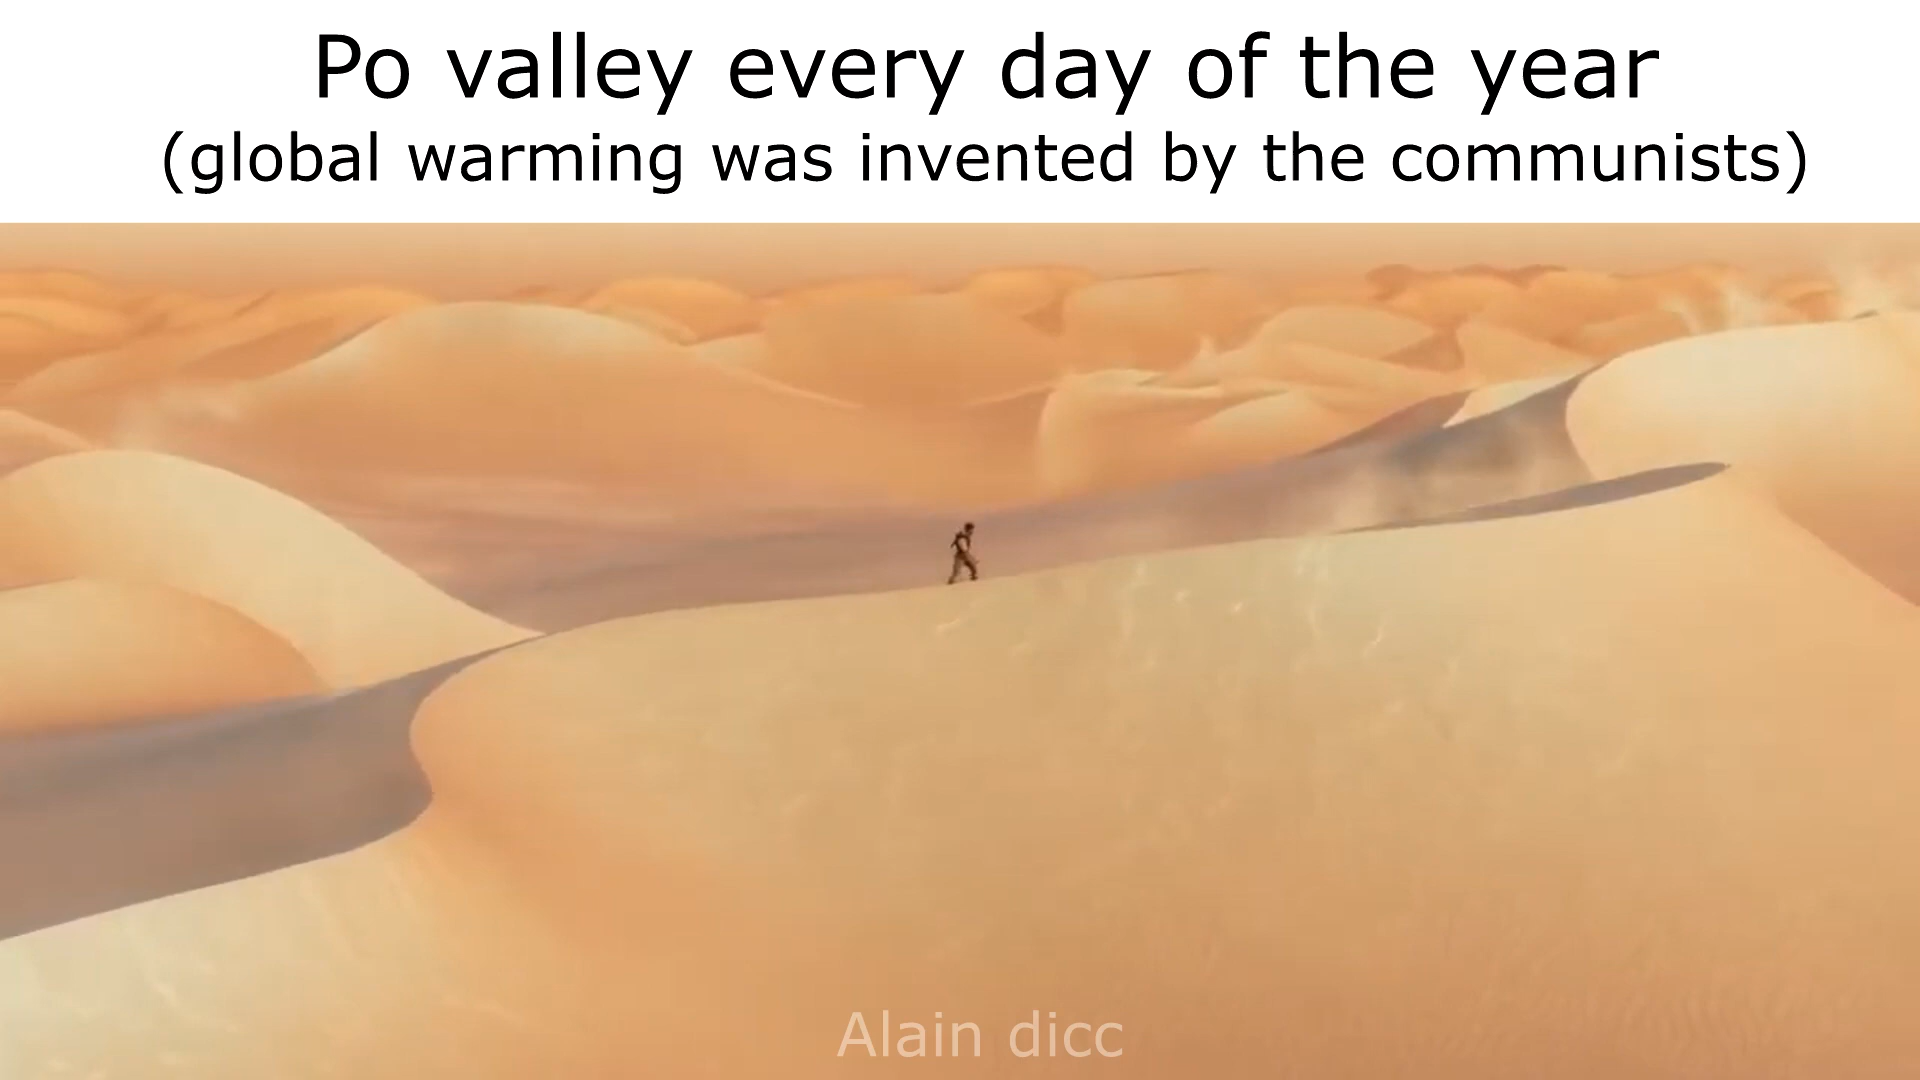 Po valley every day of the year
(global warming was invented by the communists)
Alain dicc